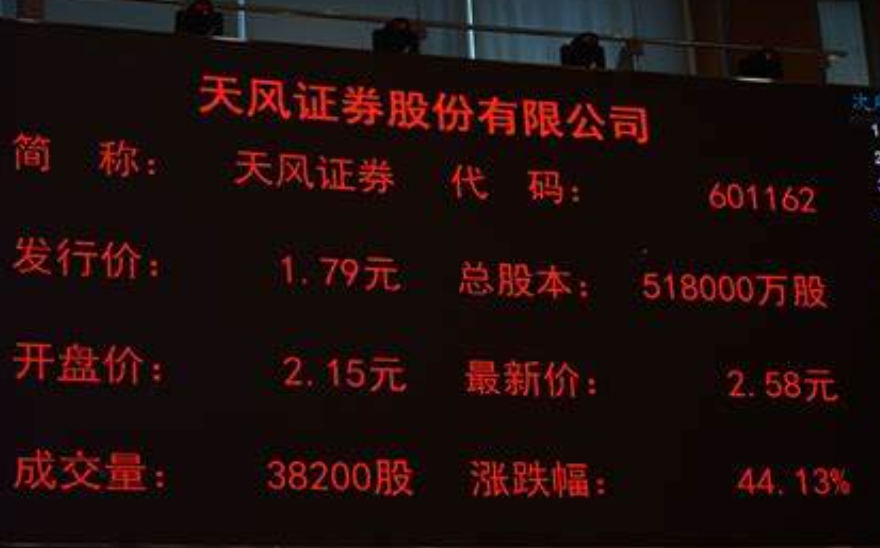 天风证券股份有限公司
简 称： 天风证券 代 码： 601162
发行价： 1.79元 总股本： 518000万股
开盘价： 2.15元 最新价： 2.58元
成交量： 38200股 涨跌幅： 44.13%